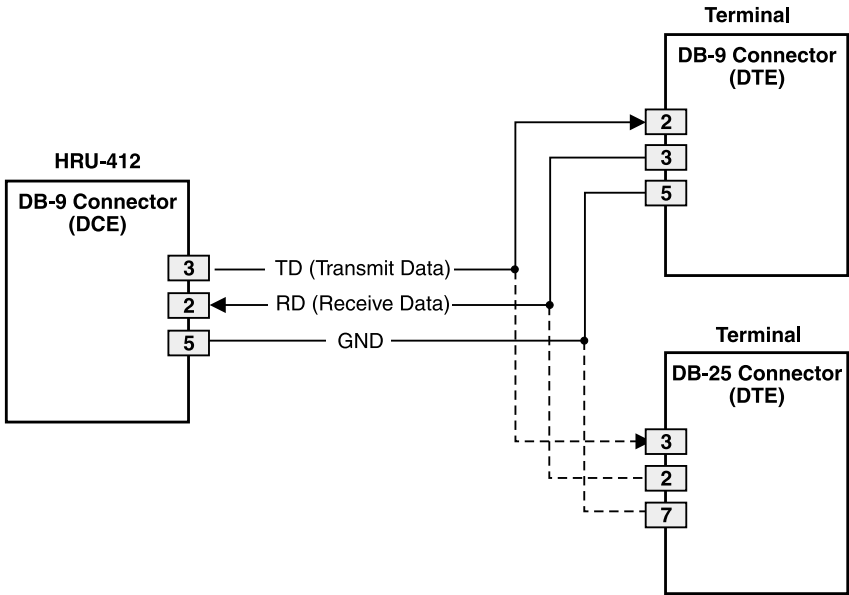 Terminal
DB-9 Connector
(DTE)
2
3
5
HRU-412
DB-9 Connector
(DCE)
3
TD (Transmit Data)
2
RD (Receive Data)
5
GND
Terminal
DB-25 Connector
(DTE)
3
2
7